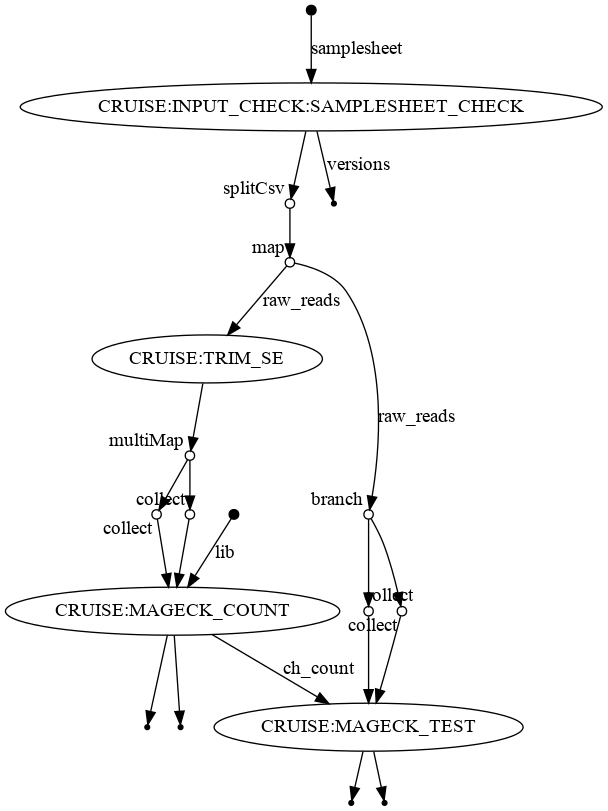 samplesheet
CRUISE:INPUT_CHECK:SAMPLESHEET_CHECK
versions
splitCsv
map
raw_reads
CRUISE:TRIM_SE
raw_reads
multiMap
collect
branch
collect
lib
collect
CRUISE:MAGECK_COUNT
collect
ch_count
CRUISE:MAGECK_TEST